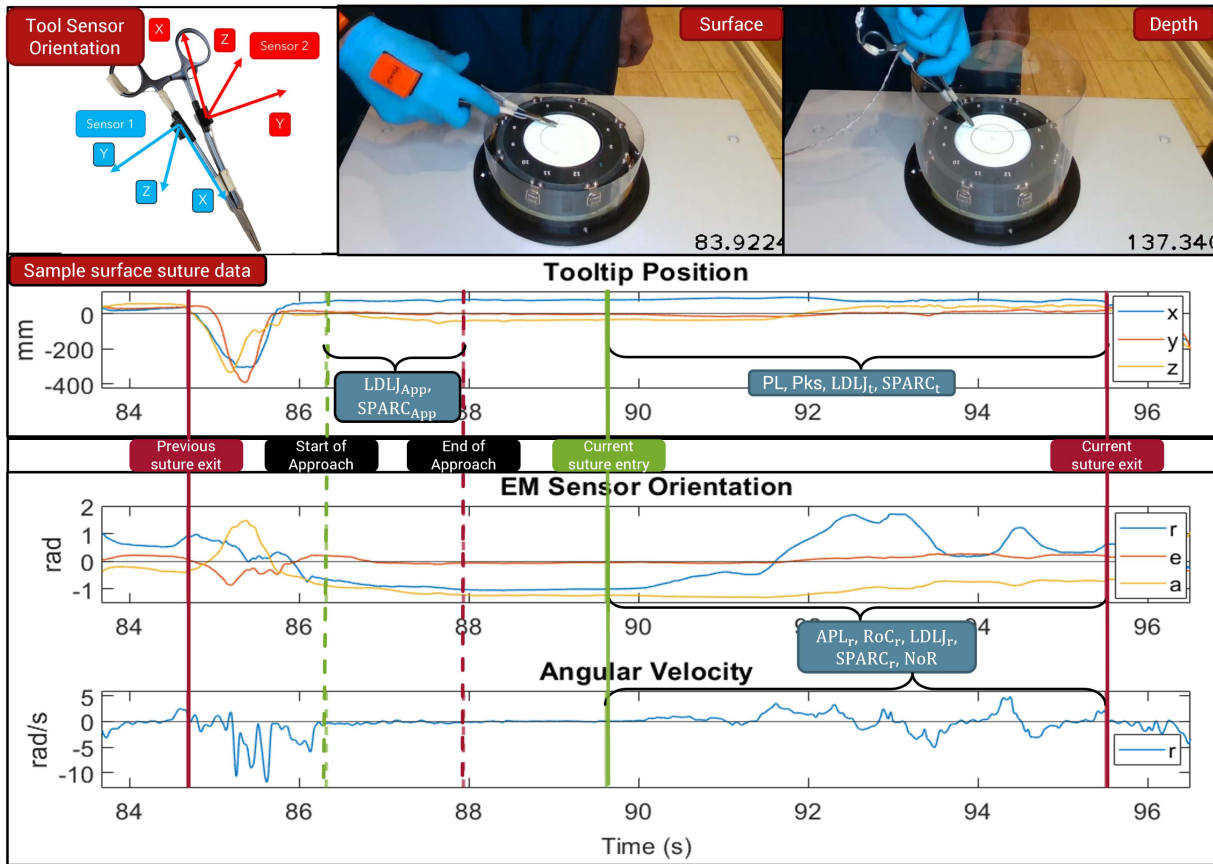 Tool Sensor
Orientation
X
Z
Sensor 2
Y
Sensor 1
Y
Z
X
Surface
83.9224
Depth
137.340
Sample surface suture data
Tooltip Position
mm
0
-200
-400
x
y
z
LDLJApp,
SPARCApp
PL, Pks, LDLJt, SPARCt
84 86 88 90 92 94 96
Previous
suture exit
Start of
Approach
End of
Approach
Current
suture entry
Current
suture exit
EM Sensor Orientation
rad
2
1
0
-1
r
e
a
84 86 88 90 92 94 96
APLr, RoCr, LDLJr,
SPARCr, NoR
Angular Velocity
rad/s
5
0
-5
-10
r
84 86 88 90 92 94 96
Time (s)